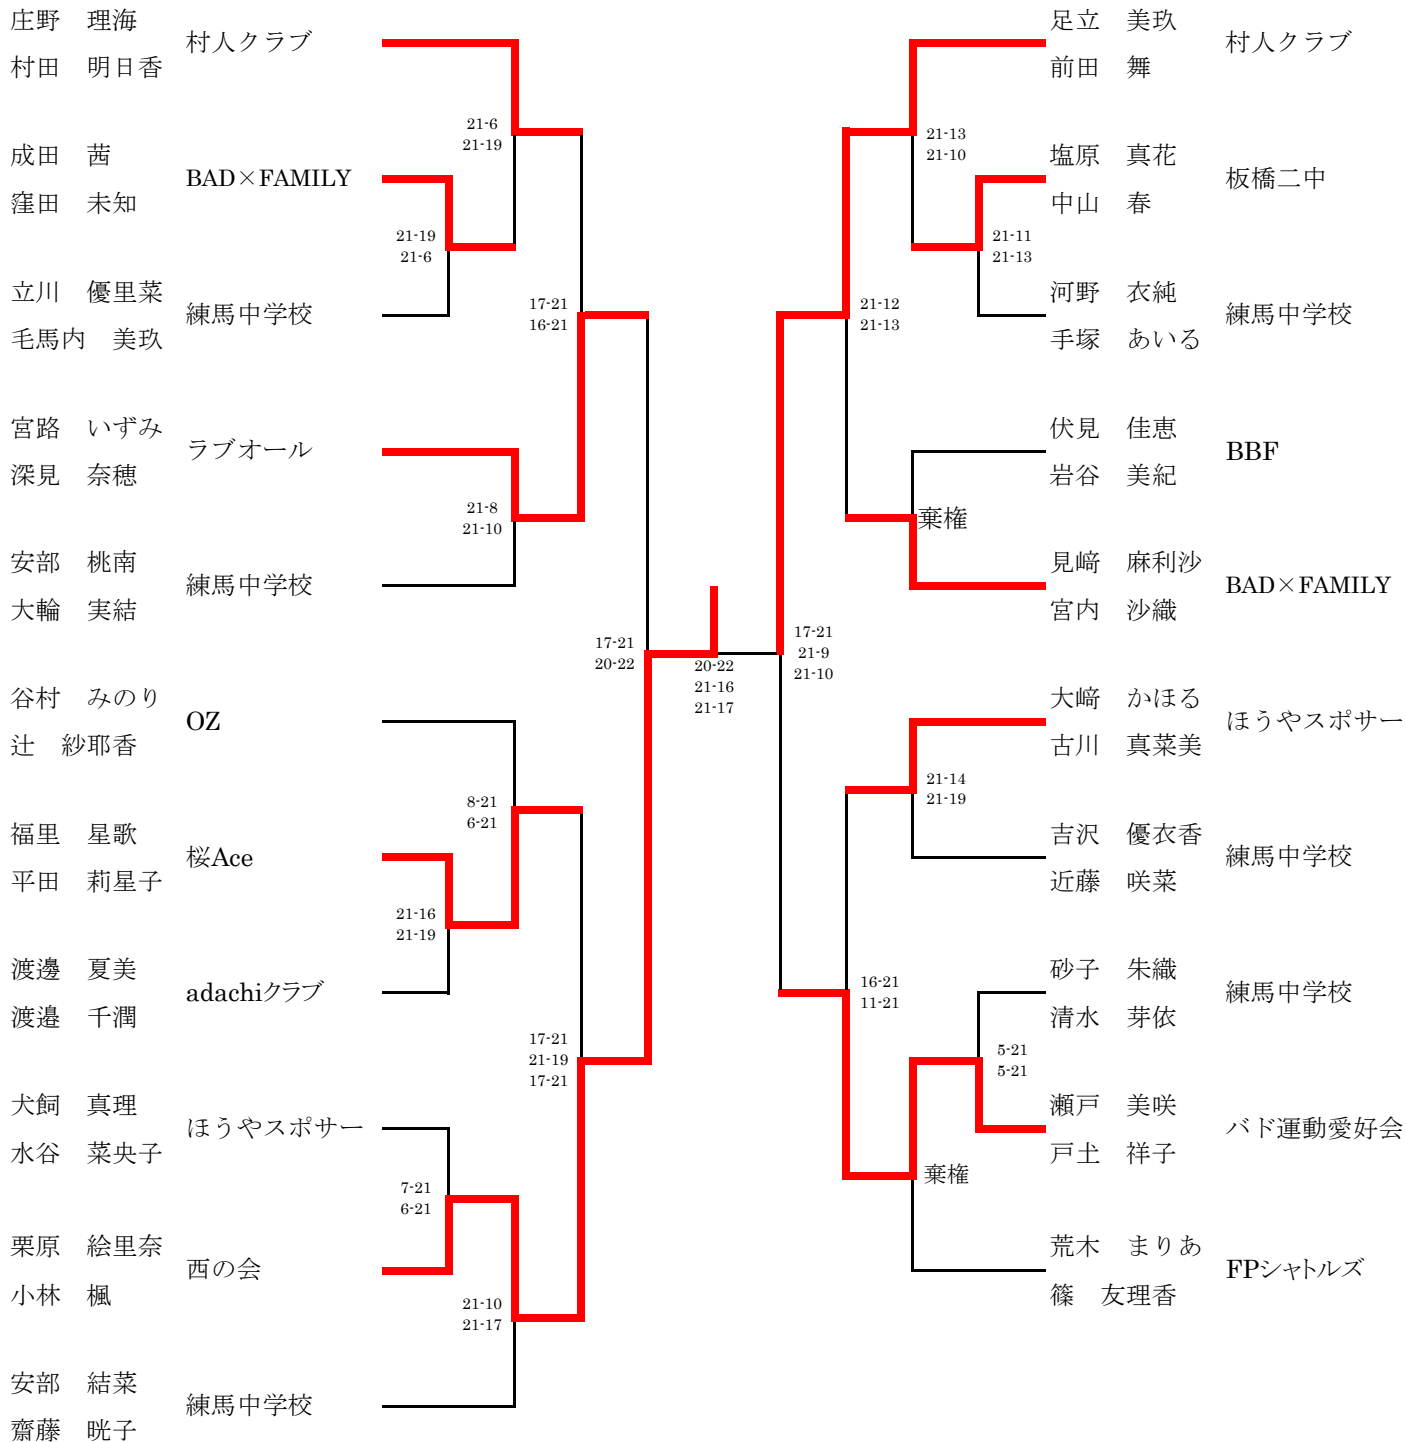 庄野　理海
村人クラブ
村田　明日香
21-6
21-19
成田　茜
BAD×FAMILY
窪田　未知
21-19
21-6
立川　優里菜
練馬中学校
毛馬内　美玖
17-21
16-21
宮路　いずみ
ラブオール
深見　奈穂
21-8
21-10
安部　桃南
練馬中学校
大輪　実結
17-21
20-22
谷村　みのり
OZ
辻　紗耶香
8-21
6-21
福里　星歌
桜Ace
平田　莉星子
21-16
21-19
渡邊　夏美
adachiクラブ
渡邉　千潤
17-21
21-19
17-21
犬飼　真理
ほうやスポサー
水谷　菜央子
7-21
6-21
栗原　絵里奈
西の会
小林　楓
21-10
21-17
安部　結菜
練馬中学校
齋藤　晄子
20-22
21-16
21-17
足立　美玖
村人クラブ
前田　舞
21-13
21-10
塩原　真花
板橋二中
中山　春
21-11
21-13
河野　衣純
練馬中学校
手塚　あいる
21-12
21-13
伏見　佳恵
BBF
岩谷　美紀
棄権
見﨑　麻利沙
BAD×FAMILY
宮内　沙織
17-21
21-9
21-10
大﨑　かほる
ほうやスポサー
古川　真菜美
21-14
21-19
吉沢　優衣香
練馬中学校
近藤　咲菜
16-21
11-21
砂子　朱織
練馬中学校
清水　芽依
5-21
5-21
瀬戸　美咲
バド運動愛好会
戸圡　祥子
棄権
荒木　まりあ
FPシャトルズ
篠　友理香